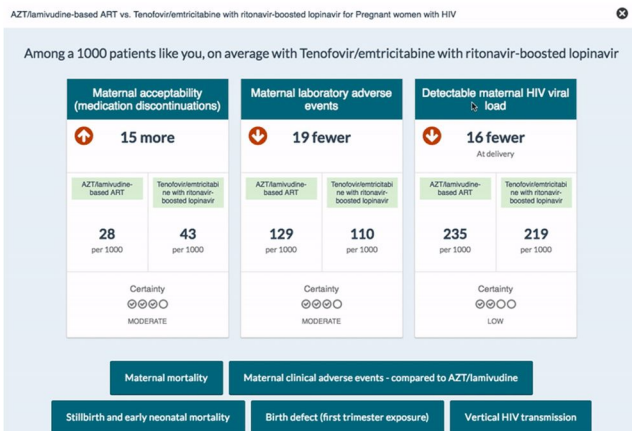 AZT/lamivudine-based ART vs. Tenofovir/emtricitabine with ritonavir-boosted lopinavir for Pregnant women with HIV
Among a 1000 patients like you, on average with Tenofovir/emtricitabine with ritonavir-boosted lopinavir
Maternal acceptability
(medication discontinuations)
15 more
AZT/lamivudine-
based ART
Tenofovir/emtricitabi
ne with ritonavir-
boosted lopinavir
28
per 1000
43
per 1000
Certainty
MODERATE
Maternal laboratory adverse
events
19 fewer
AZT/lamivudine-
based ART
Tenofovir/emtricitabi
ne with ritonavir-
boosted lopinavir
129
per 1000
110
per 1000
Certainty
MODERATE
Detectable maternal HIV viral
load
16 fewer
At delivery
AZT/lamivudine-
based ART
Tenofovir/emtricitabi
ne with ritonavir-
boosted lopinavir
235
per 1000
219
per 1000
Certainty
LOW
Maternal mortality
Maternal clinical adverse events - compared to AZT/lamivudine
Stillbirth and early neonatal mortality
Birth defect (first trimester exposure)
Vertical HIV transmission